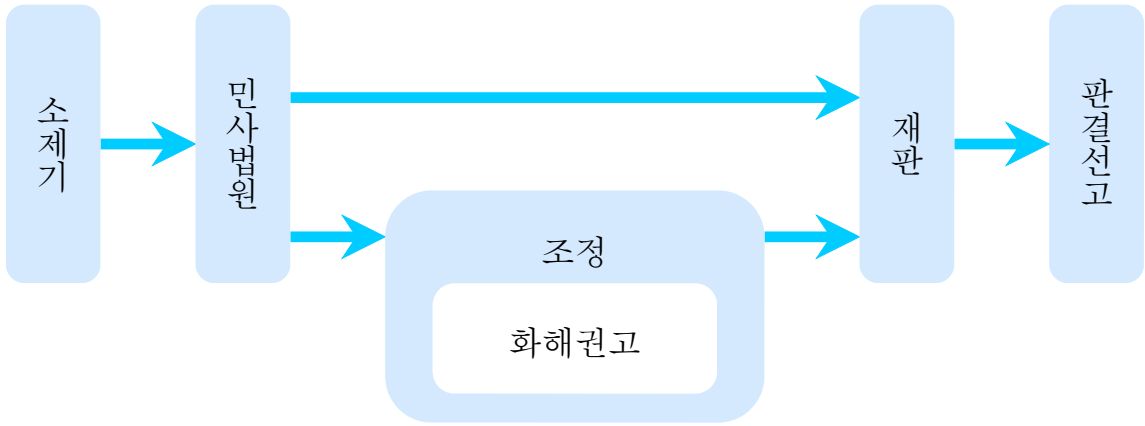 소제기
민사법원
조정
화해권고
재판
판결선고